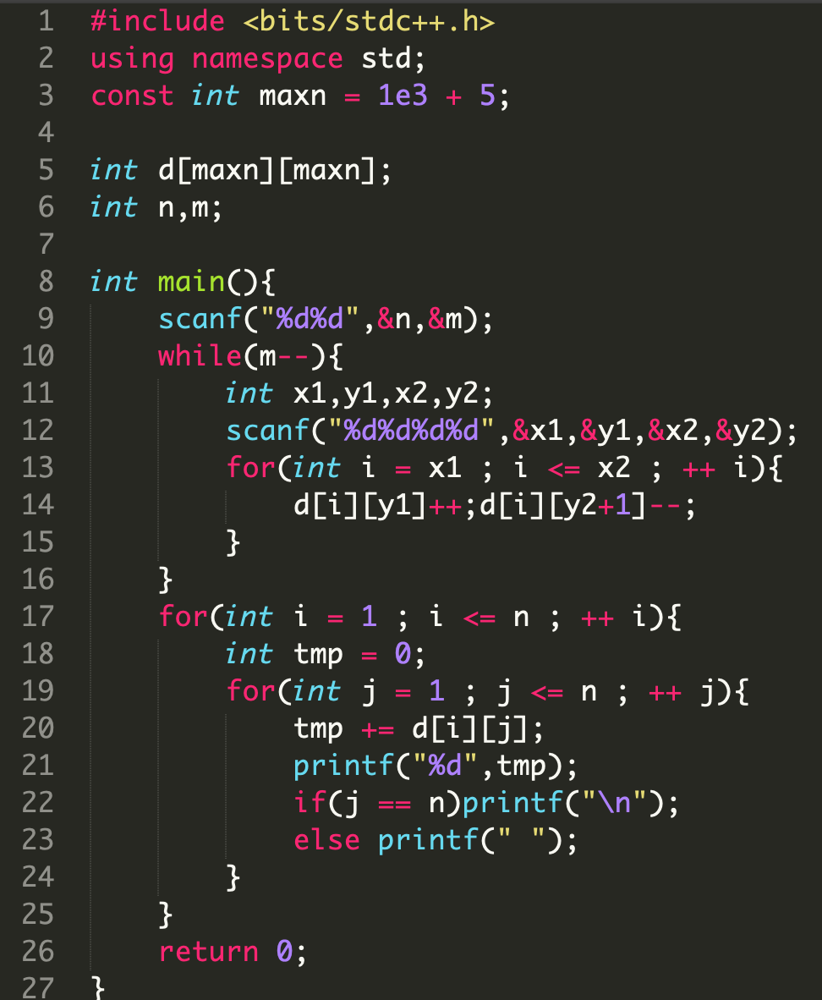 1 #include <bits/stdc++.h>
2 using namespace std;
3 const int maxn = 1e3 + 5;
4
5 int d[maxn][maxn];
6 int n,m;
7
8 int main(){
9     scanf("%d%d",&n,&m);
10     while(m--){
11         int x1,y1,x2,y2;
12         scanf("%d%d%d%d",&x1,&y1,&x2,&y2);
13         for(int i = x1 ; i <= x2 ; ++ i){
14             d[i][y1]++;d[i][y2+1]--;
15         }
16     }
17     for(int i = 1 ; i <= n ; ++ i){
18         int tmp = 0;
19         for(int j = 1 ; j <= n ; ++ j){
20             tmp += d[i][j];
21             printf("%d",tmp);
22             if(j == n)printf("\n");
23             else printf(" ");
24         }
25     }
26     return 0;
27 }